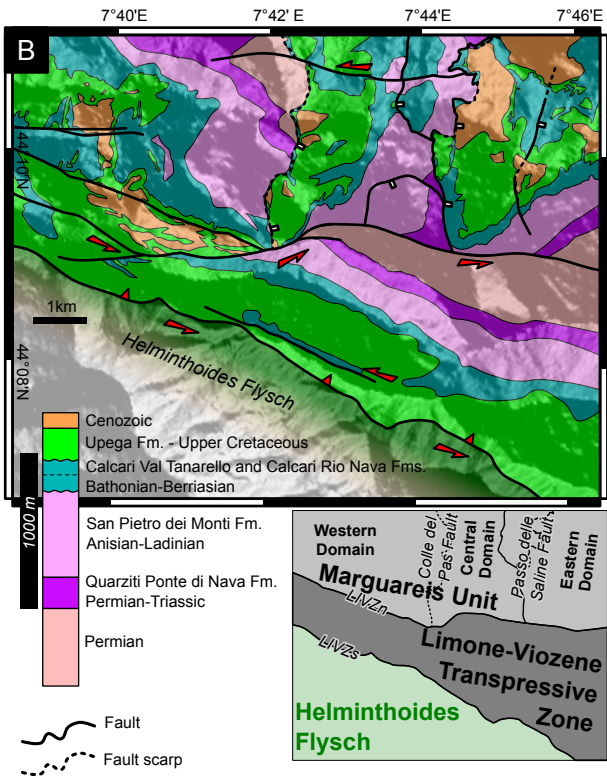 B
7°40'E
7°42'E
7°44'E
7°46'E
44°10'N
44°08'N
1km
Helminthoides Flysch
Cenozoic
Upega Fm. - Upper Cretaceous
Calcari Val Tanarello and Calcari Rio Nava Fms.
Bathonian-Berriasian
San Pietro dei Monti Fm.
Anisian-Ladinian
Quarziti Ponte di Nava Fm.
Permian-Triassic
Permian
1000 m
Fault
Fault scarp
Western
Domain
Colle del
Pas Fault
Central
Domain
Passo delle
Saline Fault
Eastern
Domain
Marguareis Unit
LIVZn
LIVZs
Limone-Viozene
Transpressive
Zone
Helminthoides
Flysch